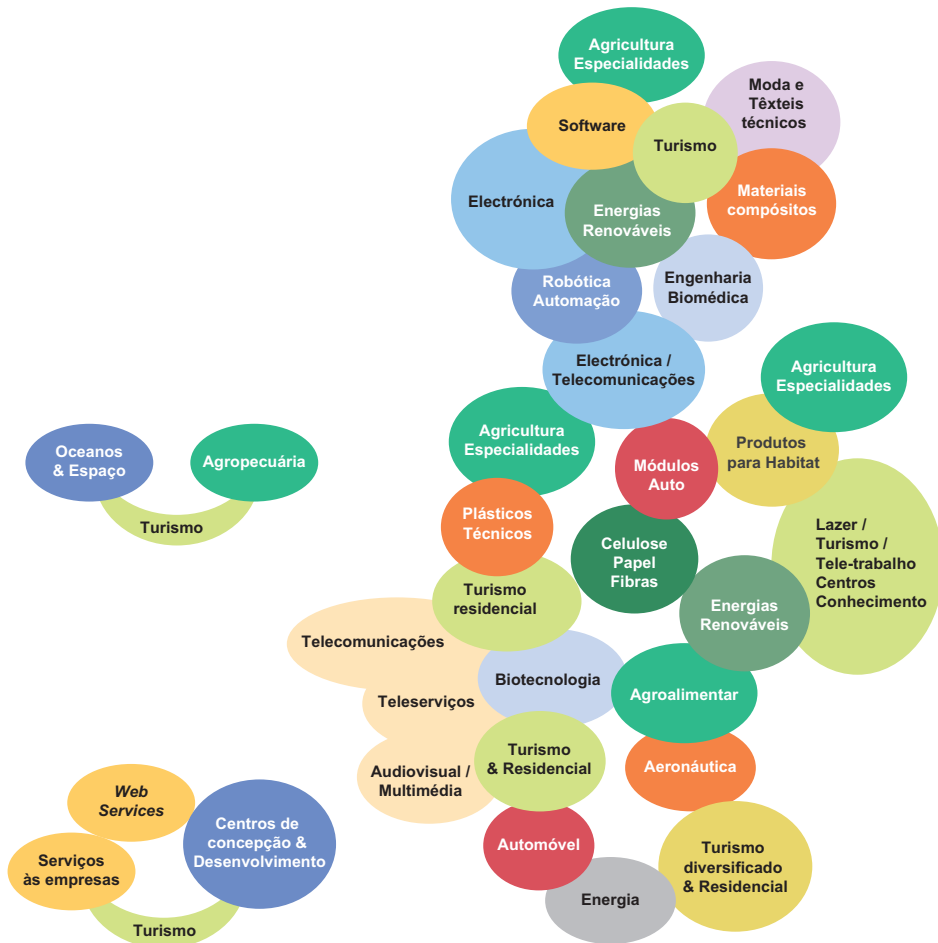 Agricultura
Especialidades
Moda e
Têxteis
técnicos
Software
Turismo
Electrónica
Energias
Renováveis
Materiais
compósitos
Robótica
Automação
Engenharia
Biomédica
Electrónica /
Telecomunicações
Agricultura
Especialidades
Agricultura
Especialidades
Módulos
Auto
Produtos
para Habitat
Oceanos
& Espaço
Agropecuária
Turismo
Plásticos
Técnicos
Celulose
Papel
Fibras
Lazer /
Turismo /
Tele-trabalho
Centros
Conhecimento
Turismo
residencial
Energias
Renováveis
Telecomunicações
Biotecnologia
Agroalimentar
Teleserviços
Turismo
& Residencial
Aeronáutica
Audiovisual /
Multimédia
Web
Services
Centros de
concepção &
Desenvolvimento
Serviços
às empresas
Turismo
Automóvel
Turismo
diversificado
& Residencial
Energia